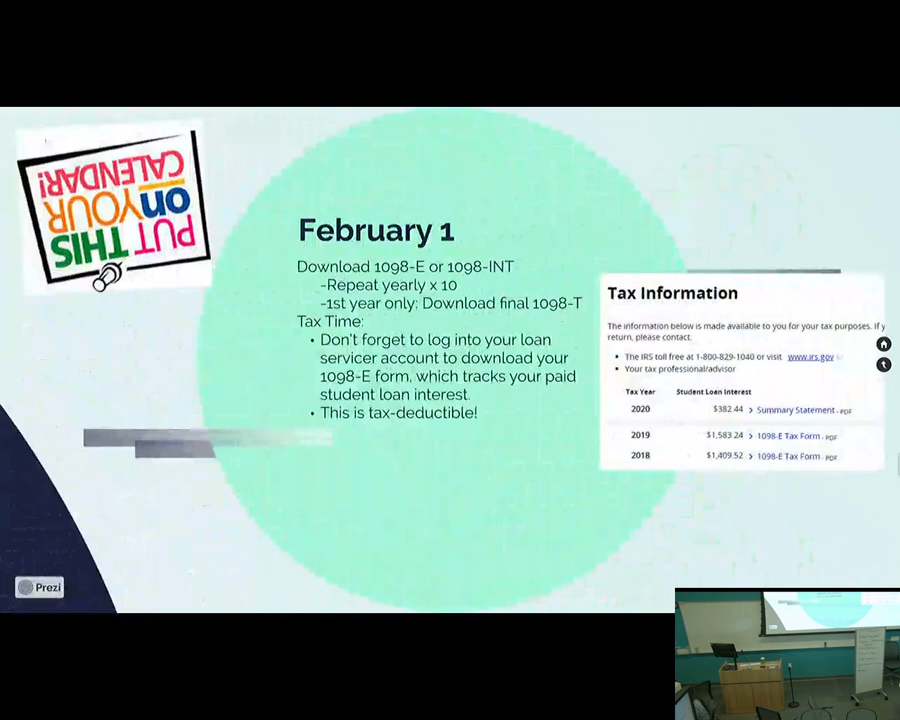 PUT THIS
on YOUR
CALENDAR!
February 1
Download 1098-E or 1098-INT
-Repeat yearly x 10
-1st year only: Download final 1098-T
Tax Time:
• Don't forget to log into your loan
servicer account to download your
1098-E form, which tracks your paid
student loan interest.
• This is tax-deductible!
Tax Information
The information below is made available to you for your tax purposes. If y
return, please contact:
• The IRS toll free at 1-800-829-1040 or visit www.irs.gov
• Your tax professional/advisor
Tax Year Student Loan Interest
2020 $382.44 > Summary Statement - PDF
2019 $1,583.24 > 1098-E Tax Form - PDF
2018 $1,409.52 > 1098-E Tax Form - PDF
Prezi